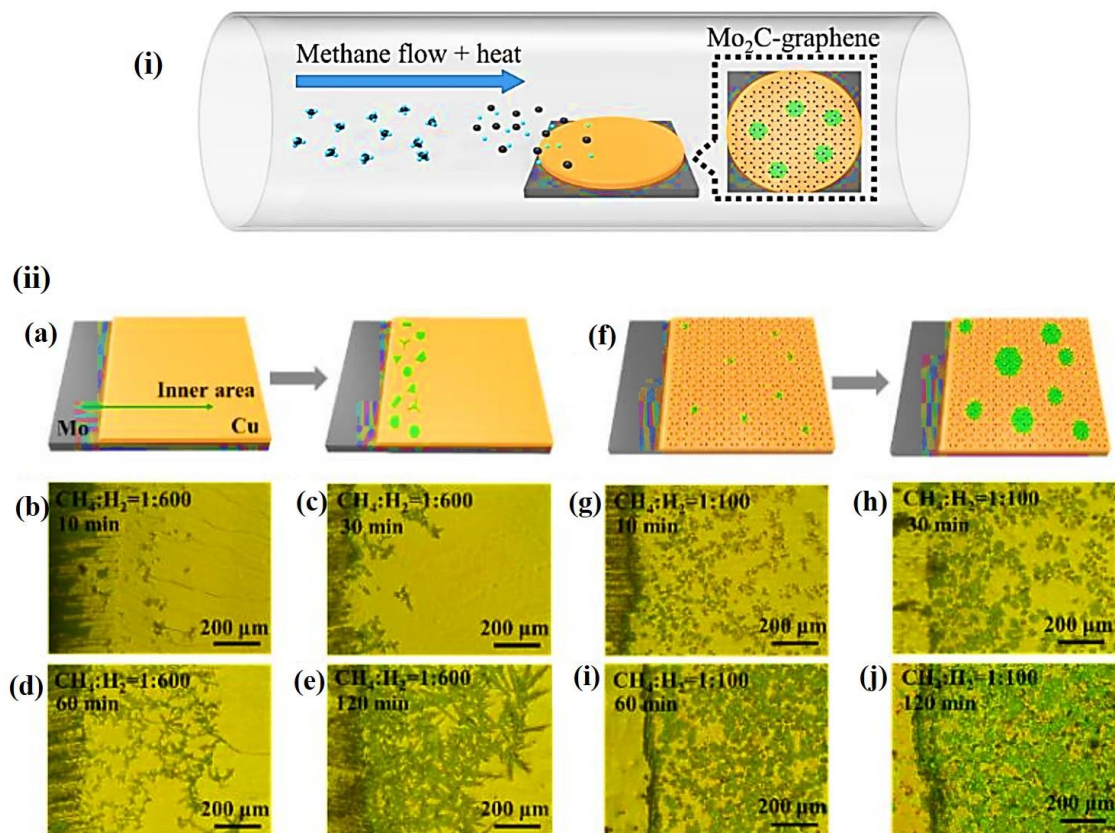 (i)
Methane flow + heat
Mo₂C-graphene
(ii)
(a)
Inner area
Mo
Cu
(f)
(b)
CH₄:H₂=1:600
10 min
200 µm
(c)
CH₄:H₂=1:600
30 min
200 µm
(g)
CH₄:H₂=1:100
10 min
200 µm
(h)
CH₄:H₂=1:100
30 min
200 µm
(d)
CH₄:H₂=1:600
60 min
200 µm
(e)
CH₄:H₂=1:600
120 min
200 µm
(i)
CH₄:H₂=1:100
60 min
200 µm
(j)
CH₄:H₂=1:100
120 min
200 µm